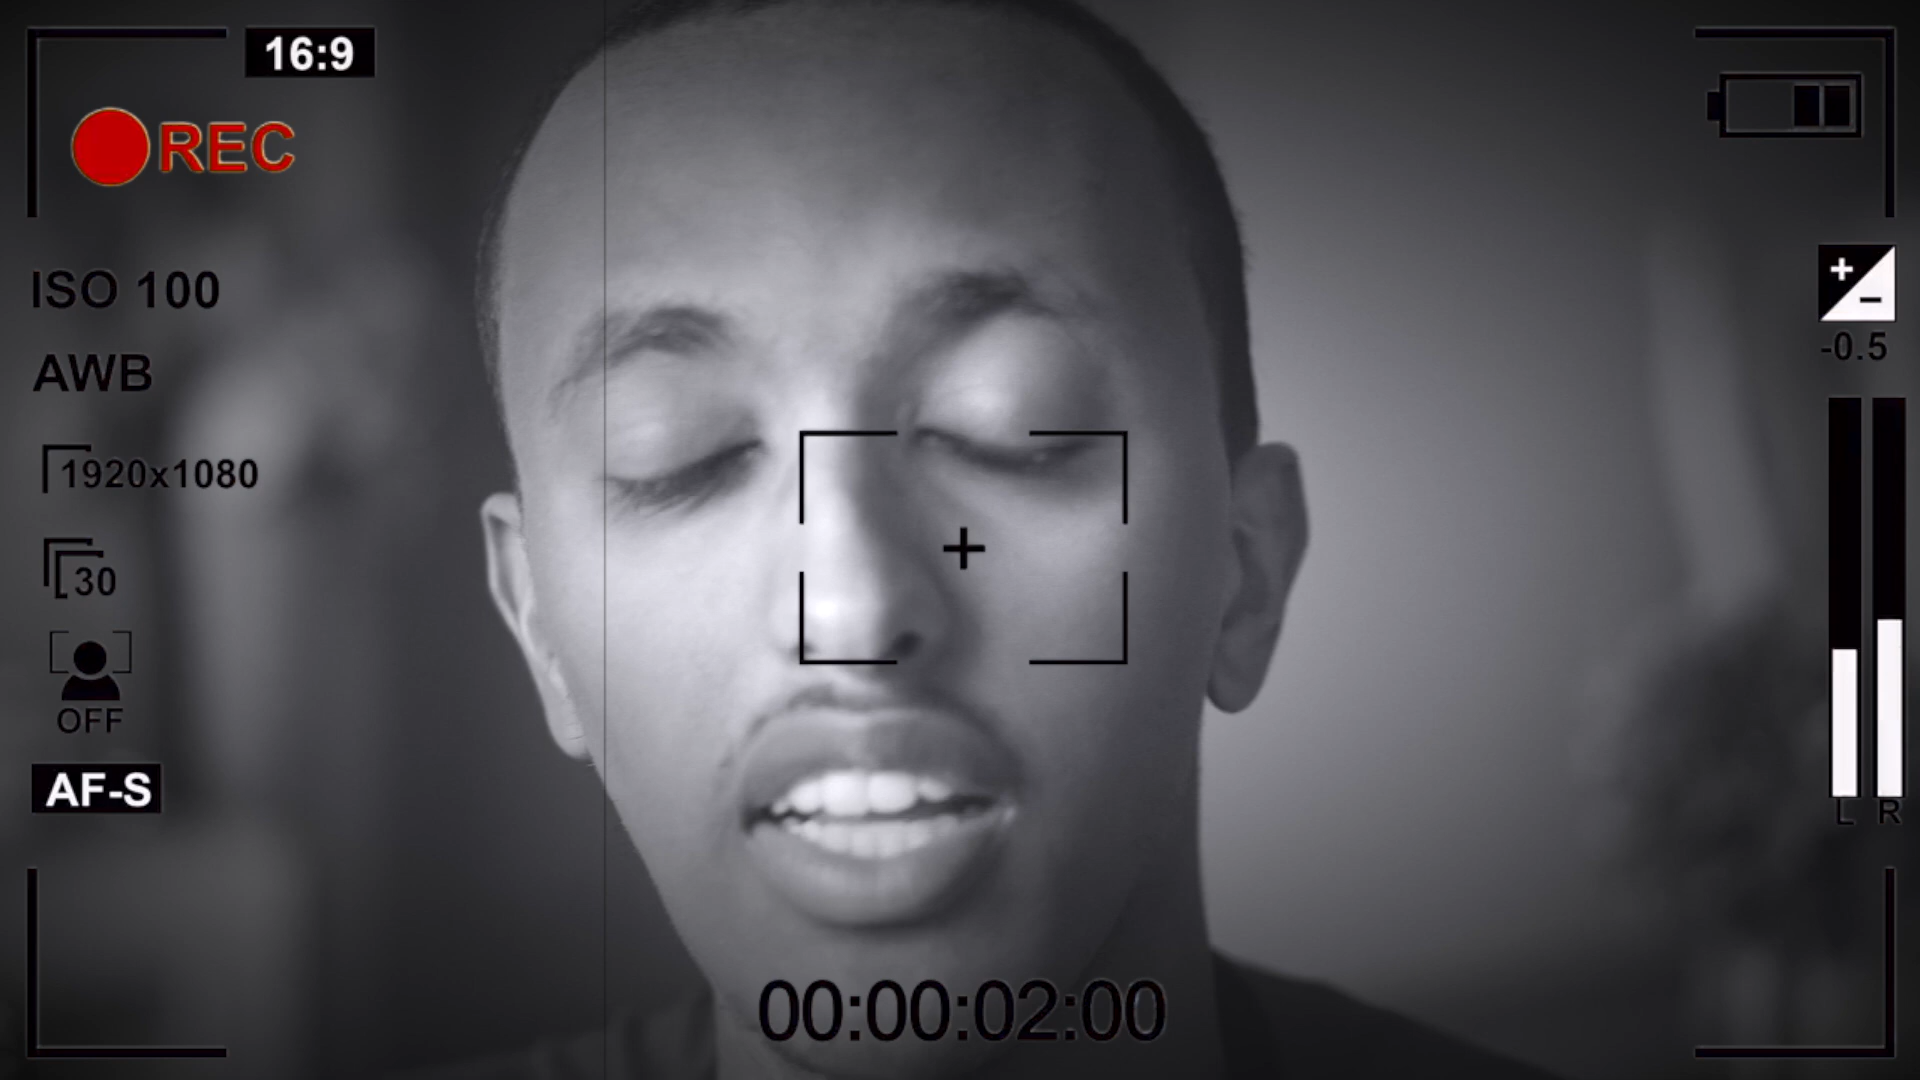 16:9
REC
ISO 100
AWB
1920x1080
30
OFF
AF-S
+
-
-0.5
L R
00:00:02:00